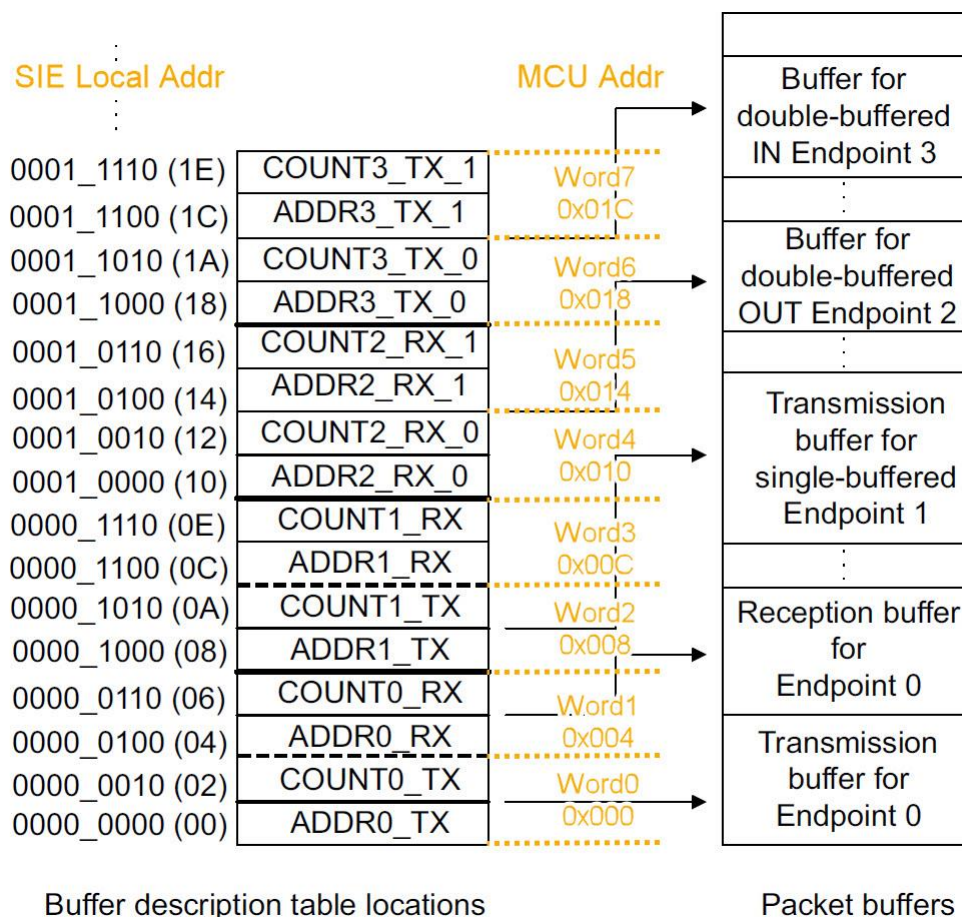 SIE Local Addr
MCU Addr
0001_1110 (1E)
COUNT3_TX_1
Word7
0001_1100 (1C)
ADDR3_TX_1
0x01C
0001_1010 (1A)
COUNT3_TX_0
Word6
0001_1000 (18)
ADDR3_TX_0
0x018
0001_0110 (16)
COUNT2_RX_1
Word5
0001_0100 (14)
ADDR2_RX_1
0x014
0001_0010 (12)
COUNT2_RX_0
Word4
0001_0000 (10)
ADDR2_RX_0
0x010
0000_1110 (0E)
COUNT1_RX
Word3
0000_1100 (0C)
ADDR1_RX
0x00C
0000_1010 (0A)
COUNT1_TX
Word2
0000_1000 (08)
ADDR1_TX
0x008
0000_0110 (06)
COUNT0_RX
Word1
0000_0100 (04)
ADDR0_RX
0x004
0000_0010 (02)
COUNT0_TX
Word0
0000_0000 (00)
ADDR0_TX
0x000
Buffer for
double-buffered
IN Endpoint 3
Buffer for
double-buffered
OUT Endpoint 2
Transmission
buffer for
single-buffered
Endpoint 1
Reception buffer
for
Endpoint 0
Transmission
buffer for
Endpoint 0
Buffer description table locations
Packet buffers